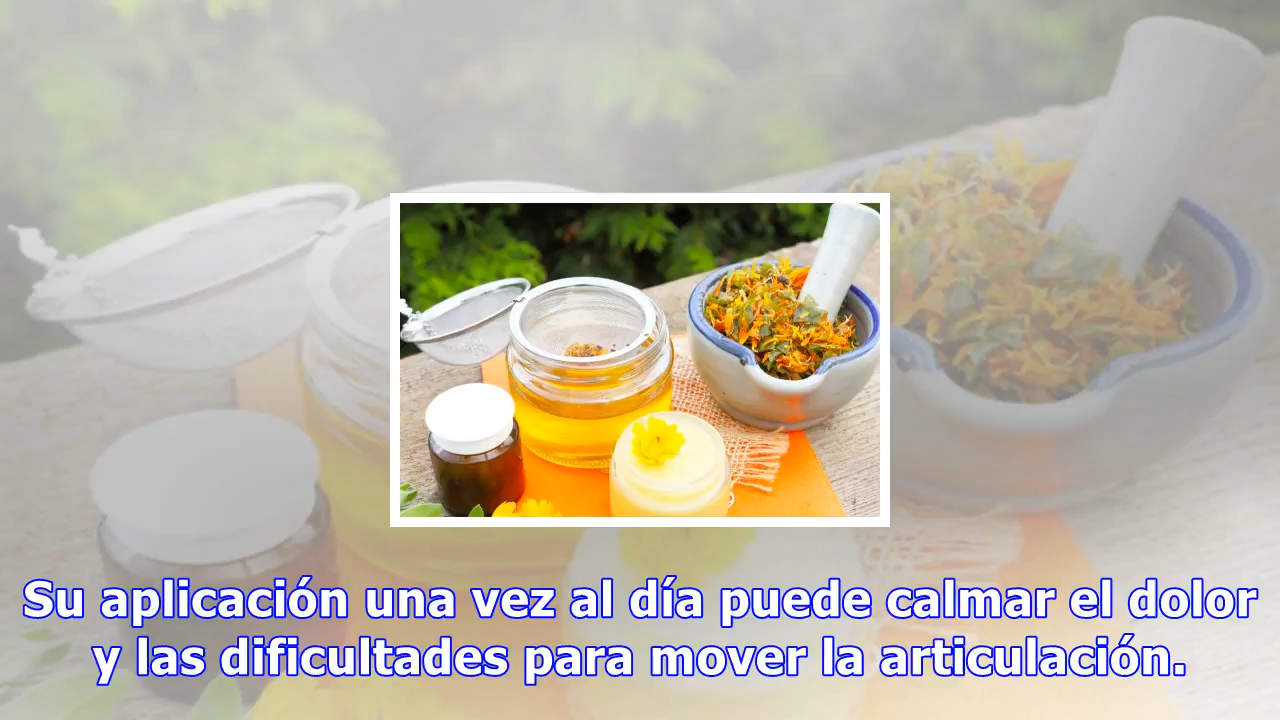 Su aplicación una vez al día puede calmar el dolor
y las dificultades para mover la articulación.